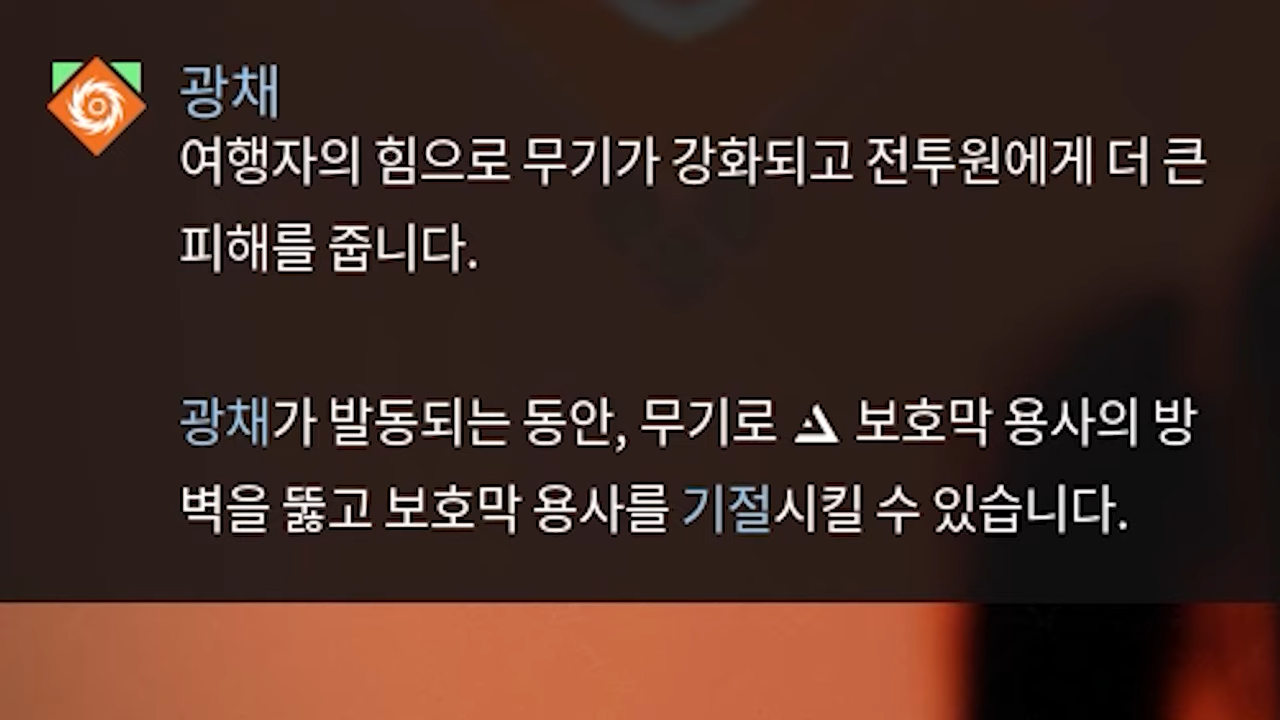 광채
여행자의 힘으로 무기가 강화되고 전투원에게 더 큰
피해를 줍니다.
광채가 발동되는 동안, 무기로 보호막 용사의 방
벽을 뚫고 보호막 용사를 기절시킬 수 있습니다.